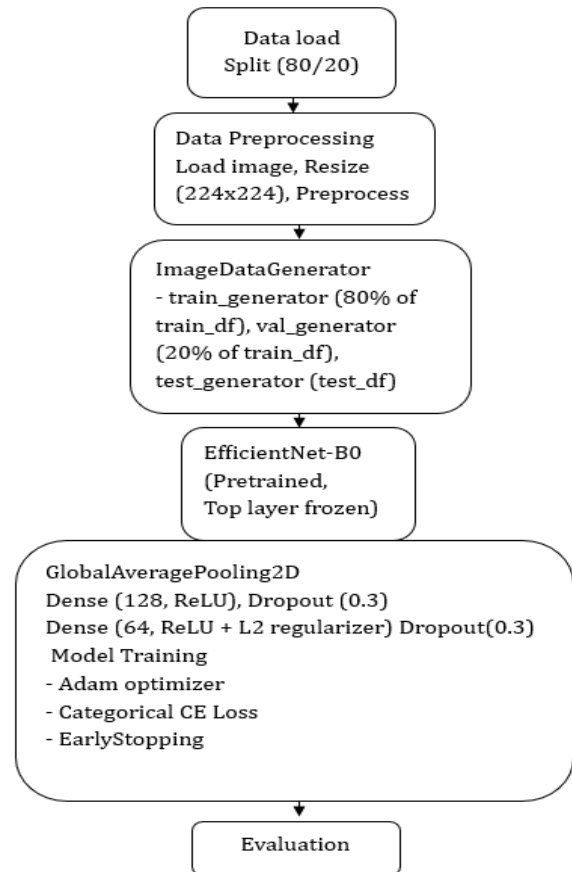 Data load
Split (80/20)
Data Preprocessing
Load image, Resize
(224x224), Preprocess
ImageDataGenerator
- train_generator (80% of
train_df), val_generator
(20% of train_df),
test_generator (test_df)
EfficientNet-B0
(Pretrained,
Top layer frozen)
GlobalAveragePooling2D
Dense (128, ReLU), Dropout (0.3)
Dense (64, ReLU + L2 regularizer) Dropout(0.3)
Model Training
- Adam optimizer
- Categorical CE Loss
- EarlyStopping
Evaluation